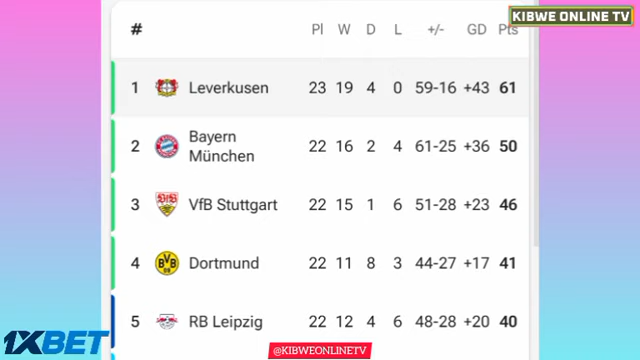 KIBWE ONLINE TV
# Pl W D L +/- GD Pts
1 Leverkusen 23 19 4 0 59-16 +43 61
2 Bayern München 22 16 2 4 61-25 +36 50
3 VfB Stuttgart 22 15 1 6 51-28 +23 46
4 Dortmund 22 11 8 3 44-27 +17 41
5 RB Leipzig 22 12 4 6 48-28 +20 40
1XBET
@KIBWEONLINETV